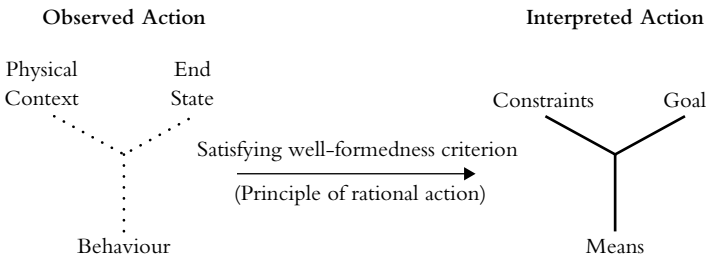 Observed Action
Interpreted Action
Physical
Context
End
State
Constraints
Goal
Satisfying well-formedness criterion
(Principle of rational action)
Behaviour
Means